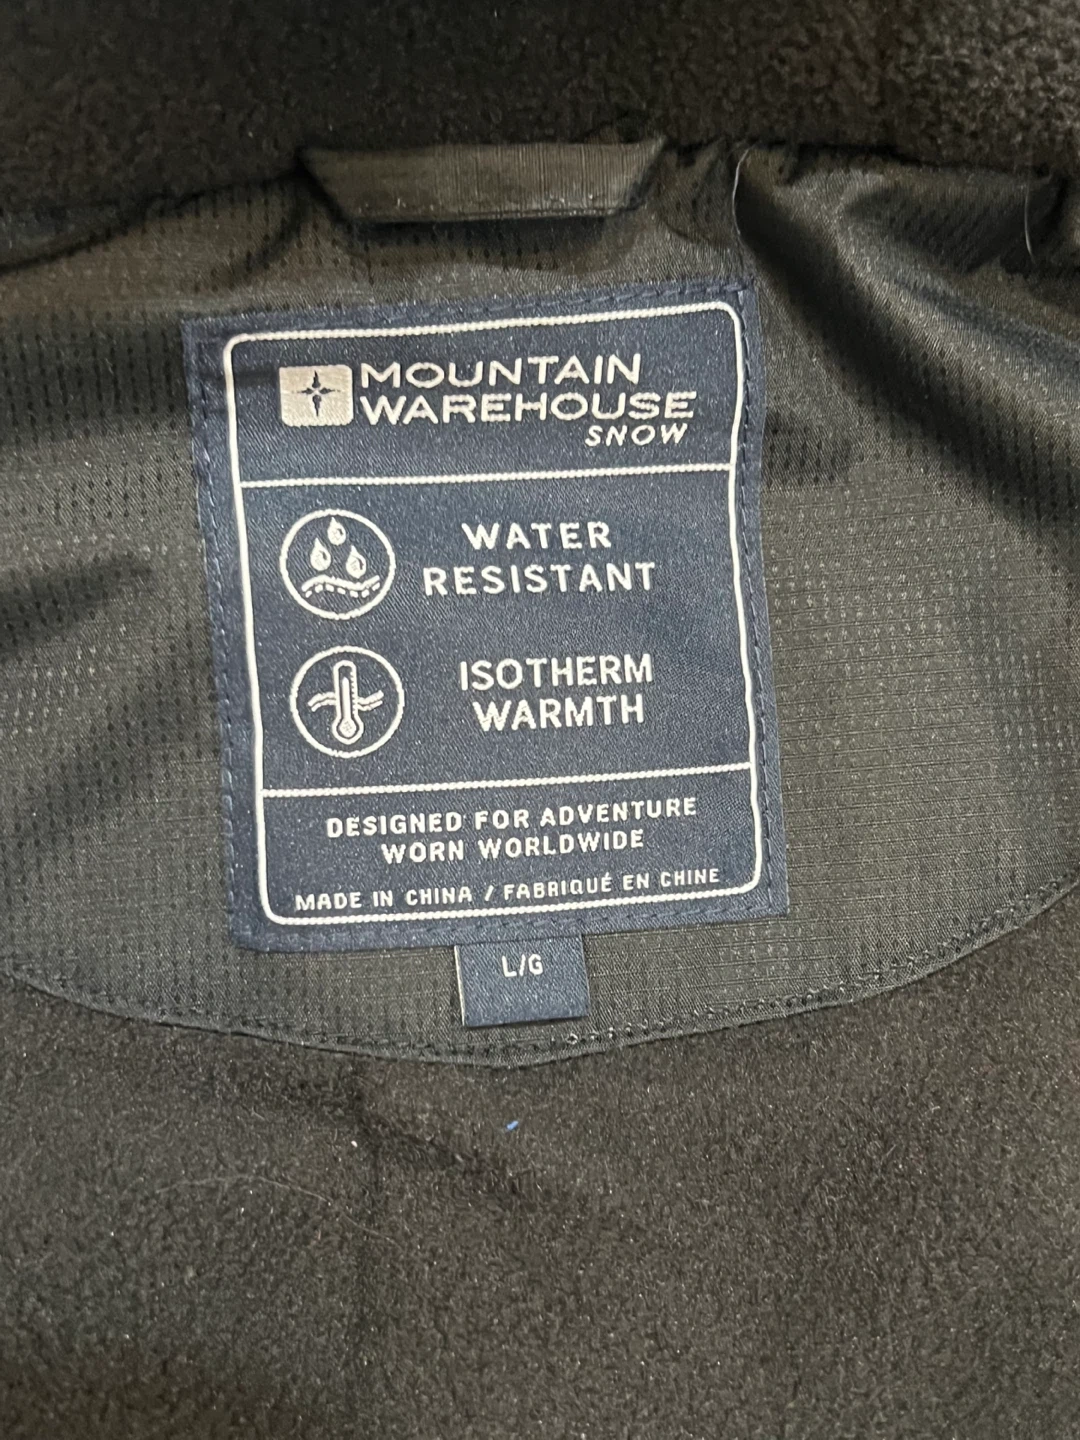 MOUNTAIN
WAREHOUSE
SNOW
WATER
RESISTANT
ISOTHERM
WARMTH
DESIGNED FOR ADVENTURE
WORN WORLDWIDE
MADE IN CHINA / FABRIQUÉ EN CHINE
L/G